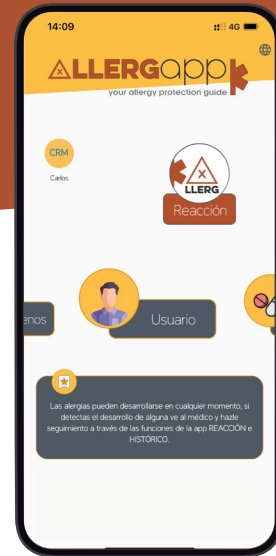 14:09 4G
ALLERGapp
your allergy protection guide
CRM
Carlos
LLERG
Reacción
enos
Usuario
Las alergias pueden desarrollarse en cualquier momento, si
detectas el desarrollo de alguna ve al médico y hazle
seguimiento a través de las funciones de la app REACCIÓN e
HISTÓRICO.